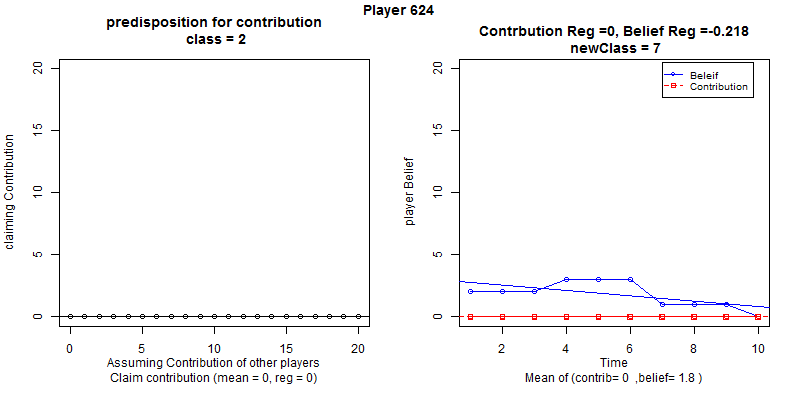 Player 624
predisposition for contribution
class = 2
claiming Contribution
0
5
10
15
20
0
5
10
15
20
Assuming Contribution of other players
Claim contribution (mean = 0, reg = 0)
Contrbution Reg =0, Belief Reg =-0.218
newClass = 7
Beleif
Contribution
player Belief
0
5
10
15
20
2
4
6
8
10
Time
Mean of (contrib= 0 ,belief= 1.8 )